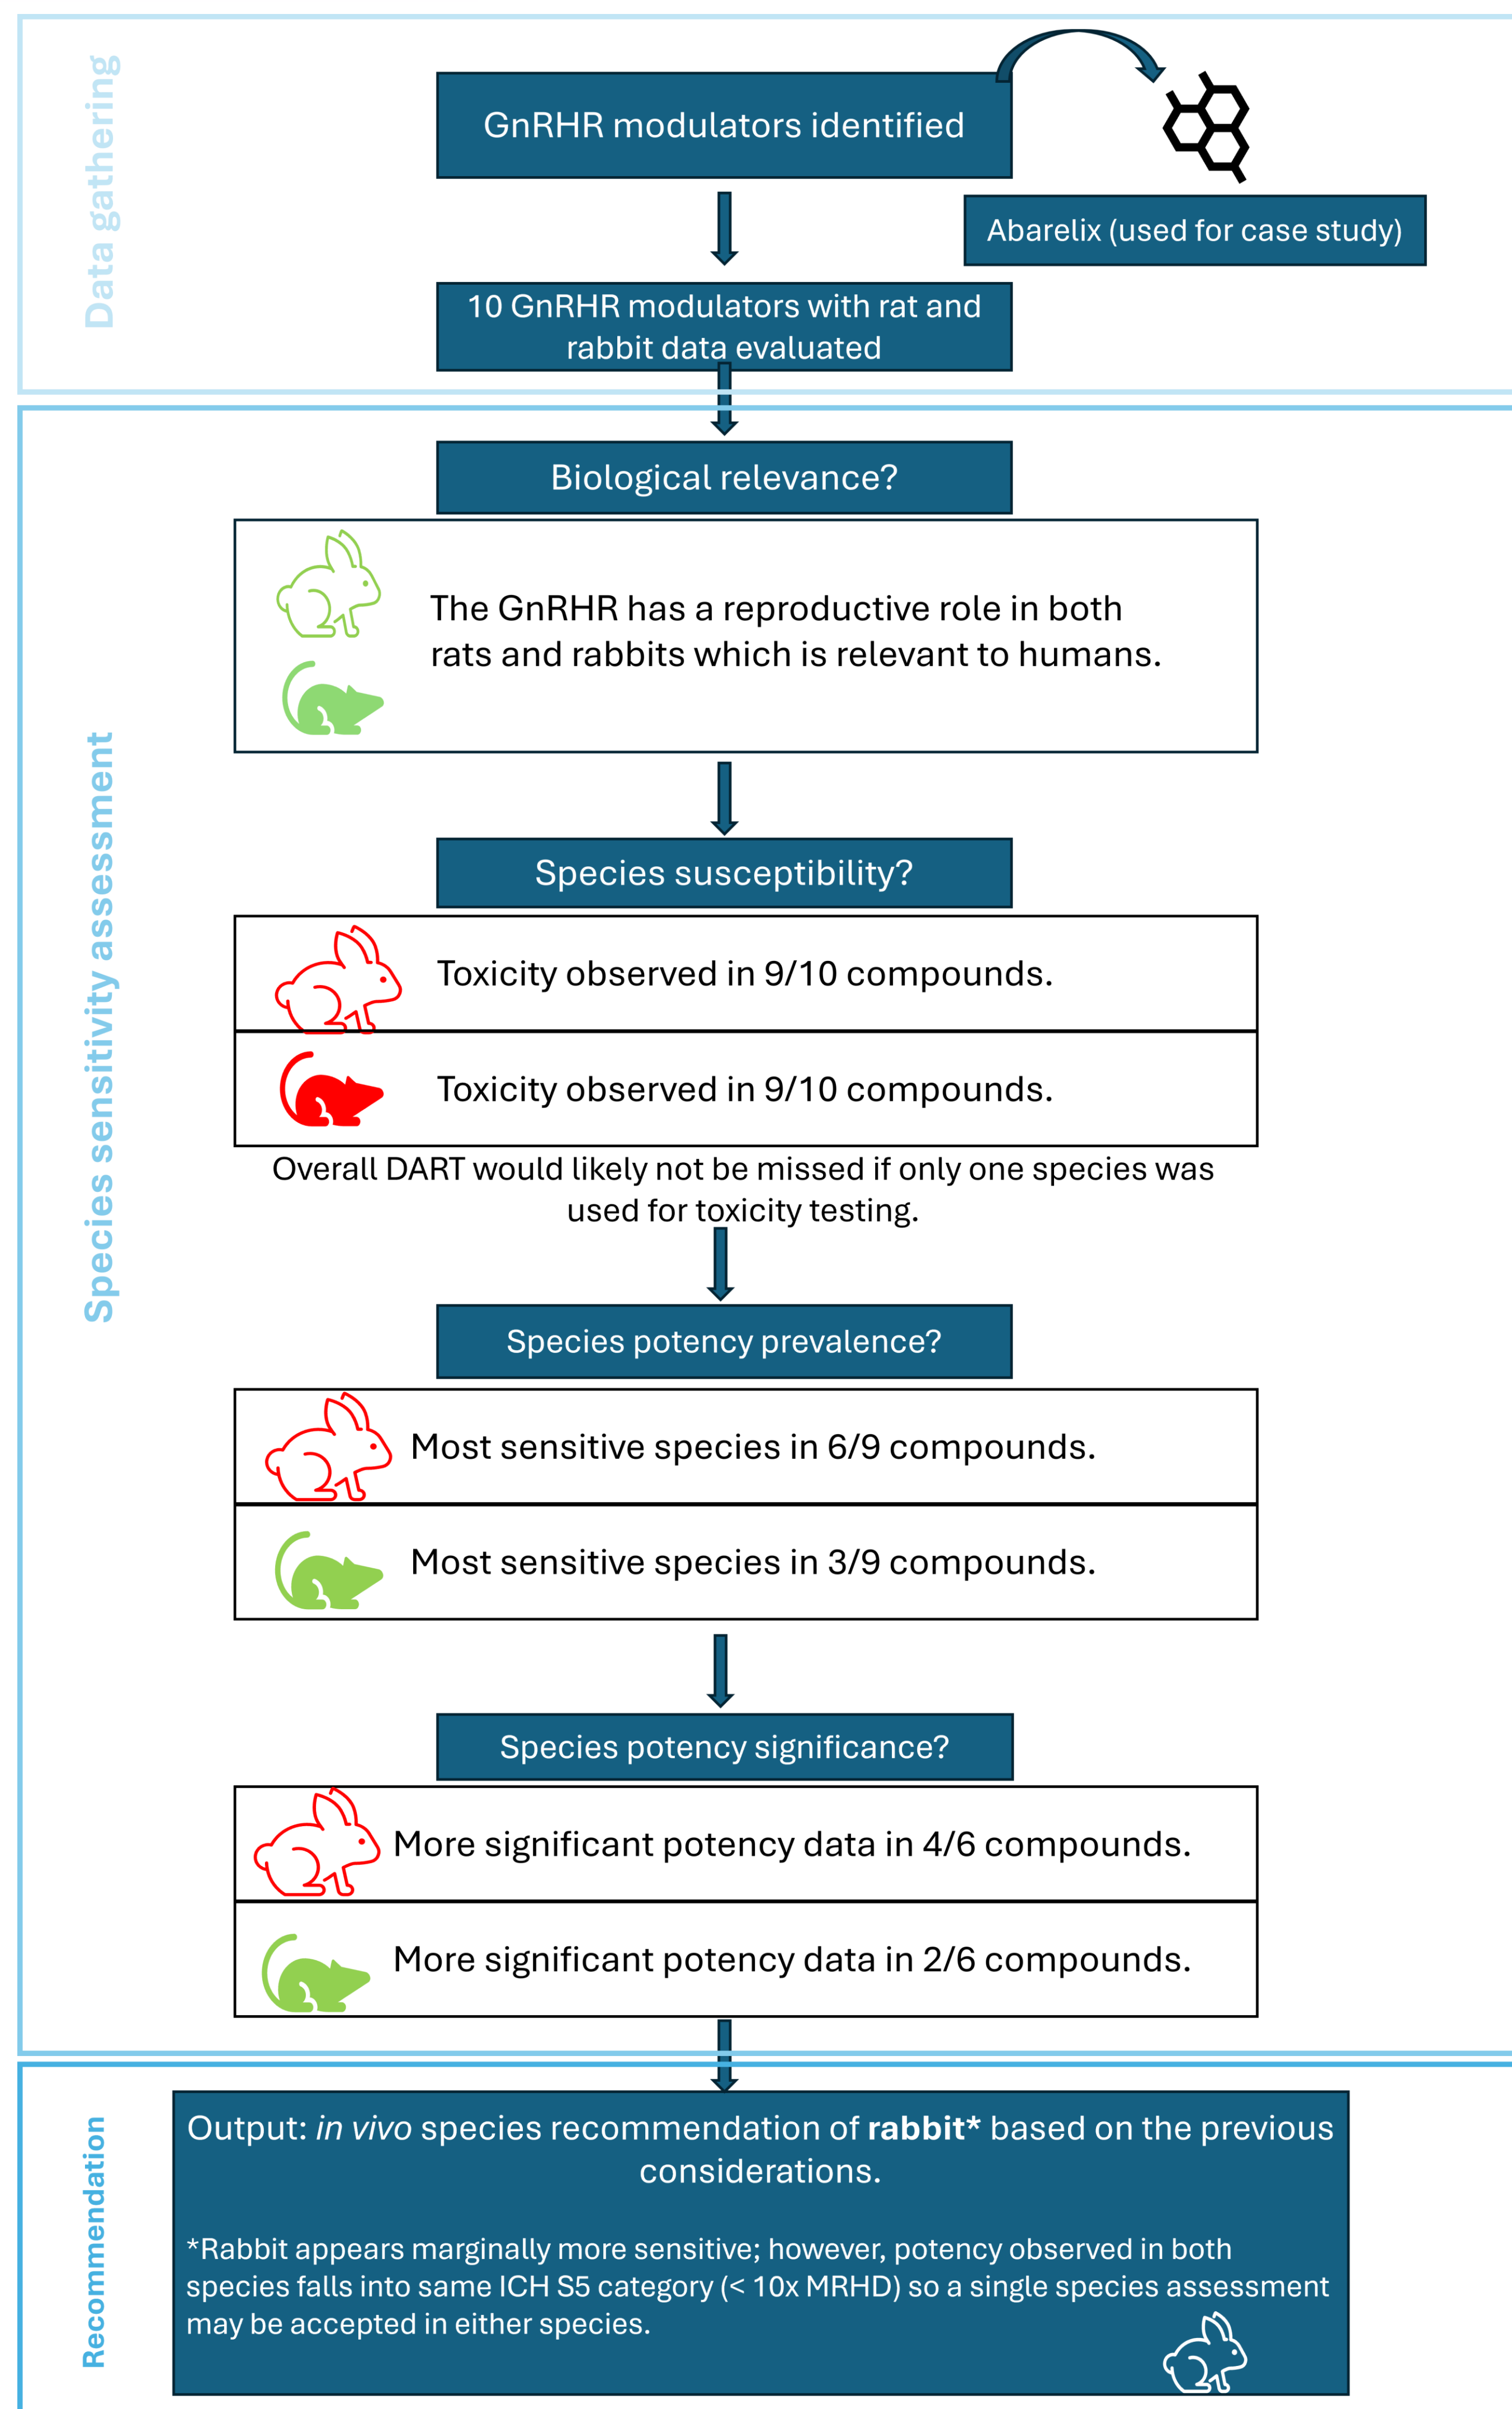 Data gathering
GnRHR modulators identified
Abarelix (used for case study)
10 GnRHR modulators with rat and
rabbit data evaluated
Species sensitivity assessment
Biological relevance?
The GnRHR has a reproductive role in both
rats and rabbits which is relevant to humans.
Species susceptibility?
Toxicity observed in 9/10 compounds.
Toxicity observed in 9/10 compounds.
Overall DART would likely not be missed if only one species was
used for toxicity testing.
Species potency prevalence?
Most sensitive species in 6/9 compounds.
Most sensitive species in 3/9 compounds.
Species potency significance?
More significant potency data in 4/6 compounds.
More significant potency data in 2/6 compounds.
Recommendation
Output: in vivo species recommendation of rabbit* based on the previous
considerations.
*Rabbit appears marginally more sensitive; however, potency observed in both
species falls into same ICH S5 category (< 10x MRHD) so a single species assessment
may be accepted in either species.